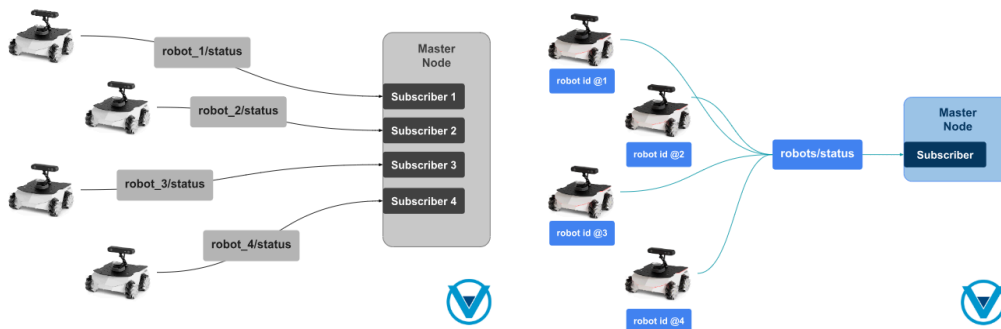 robot_1/status
robot_2/status
robot_3/status
robot_4/status
Master
Node
Subscriber 1
Subscriber 2
Subscriber 3
Subscriber 4
robot id @1
robot id @2
robot id @3
robot id @4
robots/status
Master
Node
Subscriber